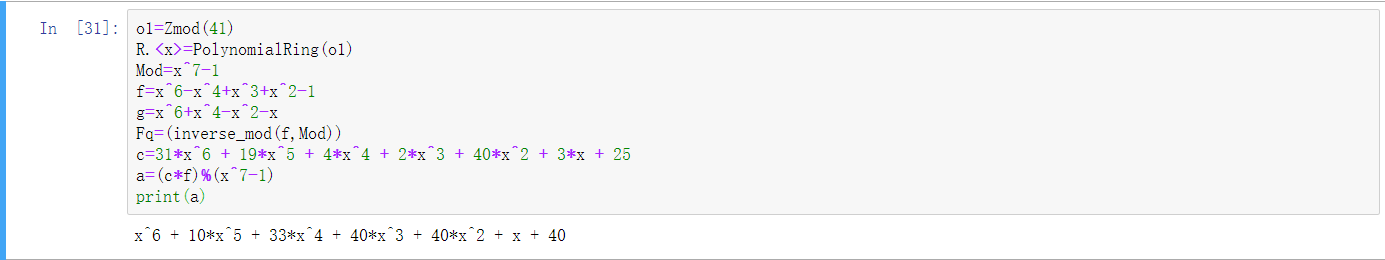 In [31]: o1=Zmod(41)
R.<x>=PolynomialRing(o1)
Mod=x^7-1
f=x^6-x^4+x^3+x^2-1
g=x^6+x^4-x^2-x
Fq=(inverse_mod(f,Mod))
c=31*x^6 + 19*x^5 + 4*x^4 + 2*x^3 + 40*x^2 + 3*x + 25
a=(c*f)%(x^7-1)
print(a)
x^6 + 10*x^5 + 33*x^4 + 40*x^3 + 40*x^2 + x + 40